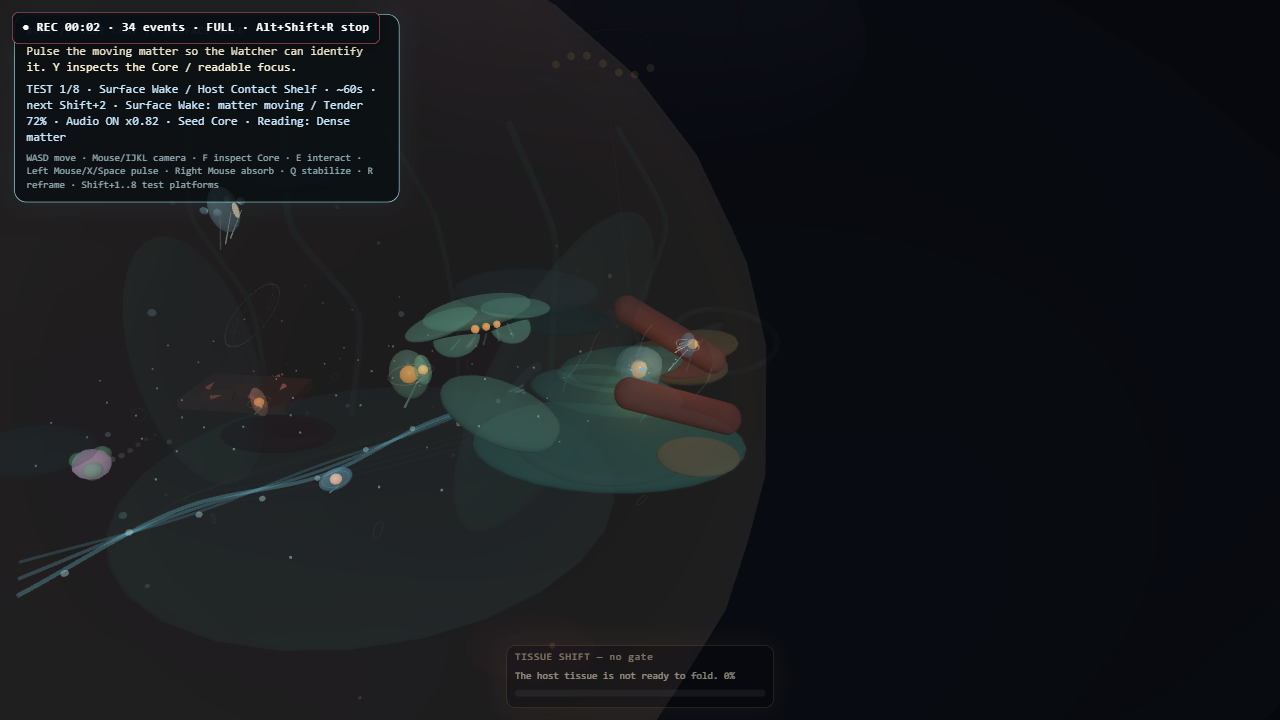 ● REC 00:02 · 34 events · FULL · Alt+Shift+R stop
Pulse the moving matter so the Watcher can identify
it. Y inspects the Core / readable focus.
TEST 1/8 · Surface Wake / Host Contact Shelf · ~60s ·
next Shift+2 · Surface Wake: matter moving / Tender
72% · Audio ON x0.82 · Seed Core · Reading: Dense
matter
WASD move · Mouse/IJKL camera · F inspect Core · E interact ·
Left Mouse/X/Space pulse · Right Mouse absorb · Q stabilize · R
reframe · Shift+1..8 test platforms
TISSUE SHIFT — no gate
The host tissue is not ready to fold. 0%